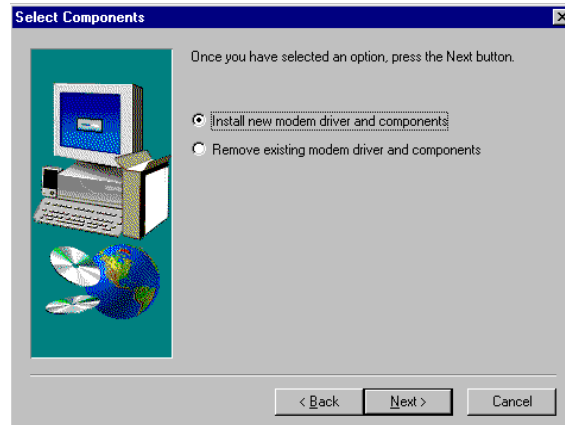 Select Components
Once you have selected an option, press the Next button.
Install new modem driver and components
Remove existing modem driver and components
< Back
Next >
Cancel